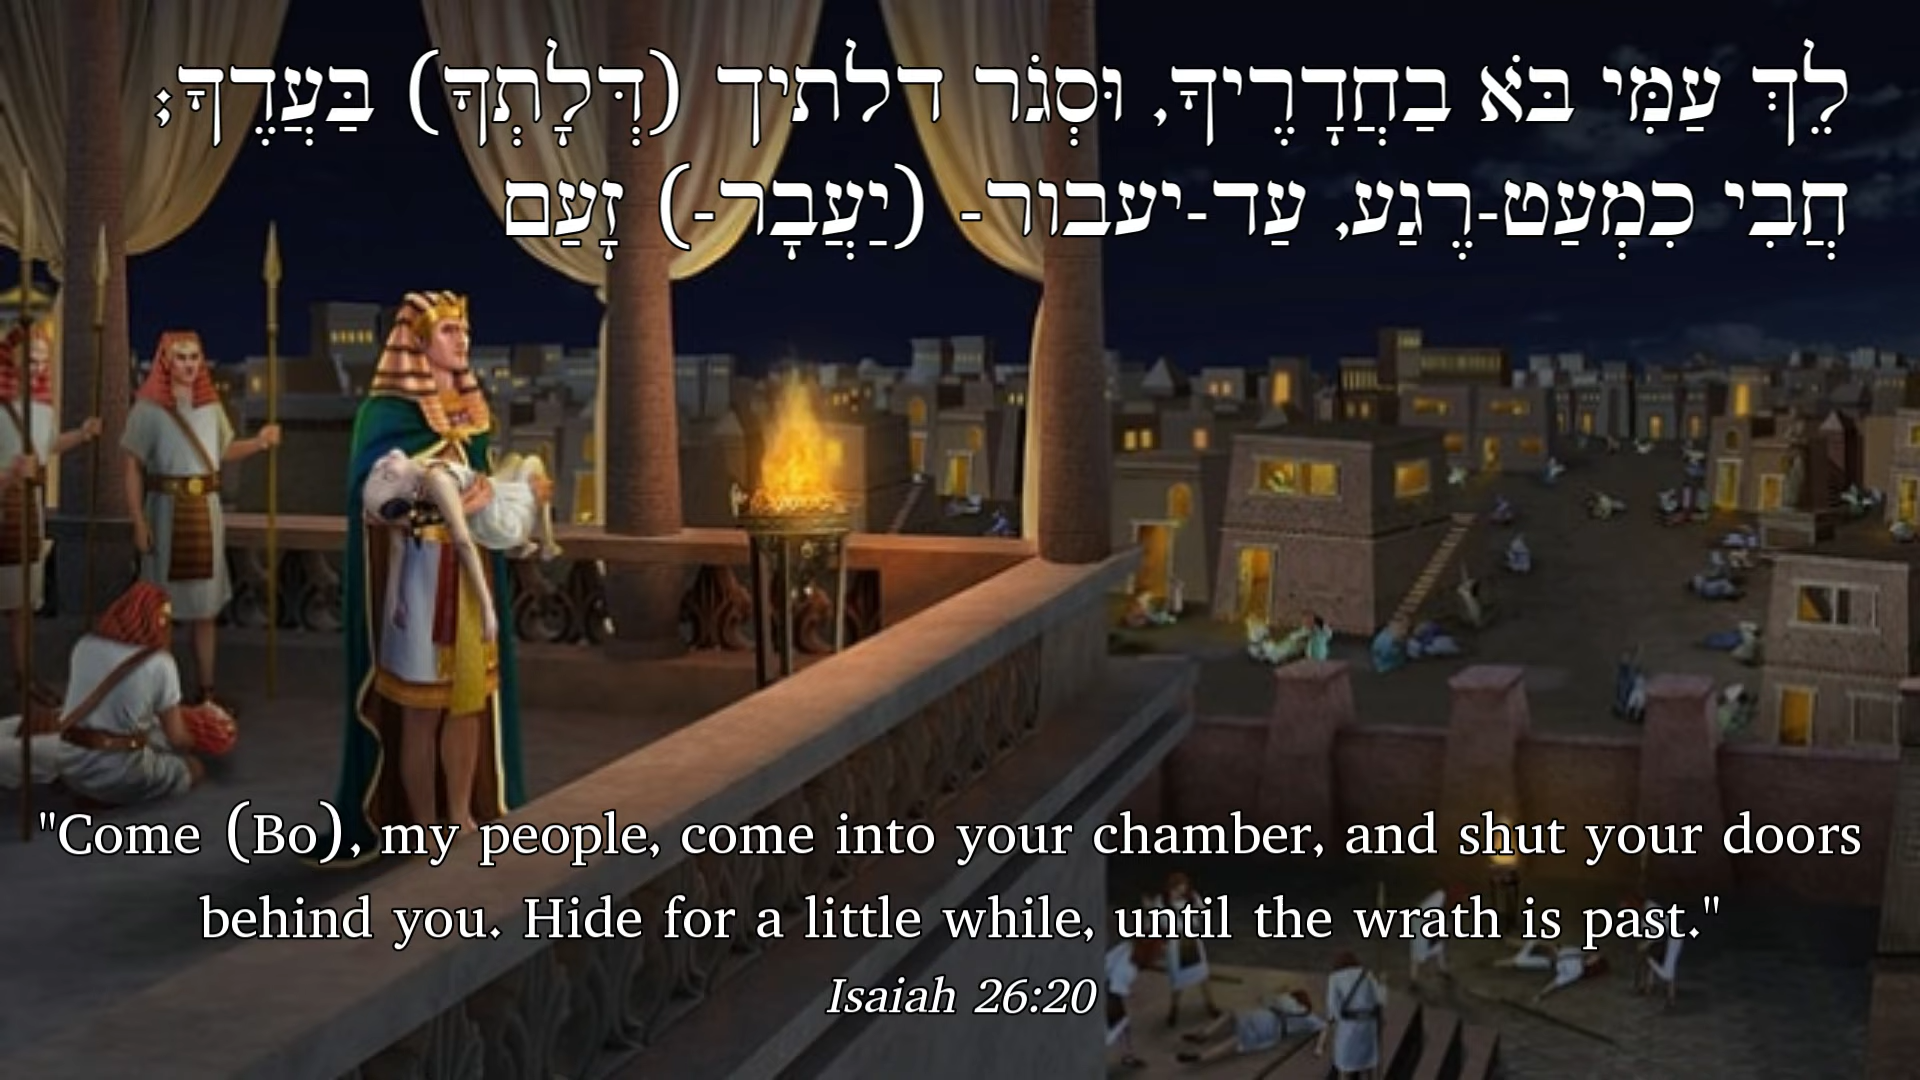 לֵךְ עַמִּי בֹּא בַחֲדָרֶיךָ, וּסְגֹר דלתיך (דְּלָתְךָ) בַּעֲדֶךָ;
חֲבִי כִמְעַט-רֶגַע, עַד-יעבור- (יַעֲבָר-) זָעַם
"Come (Bo), my people, come into your chamber, and shut your doors
behind you. Hide for a little while, until the wrath is past."
Isaiah 26:20